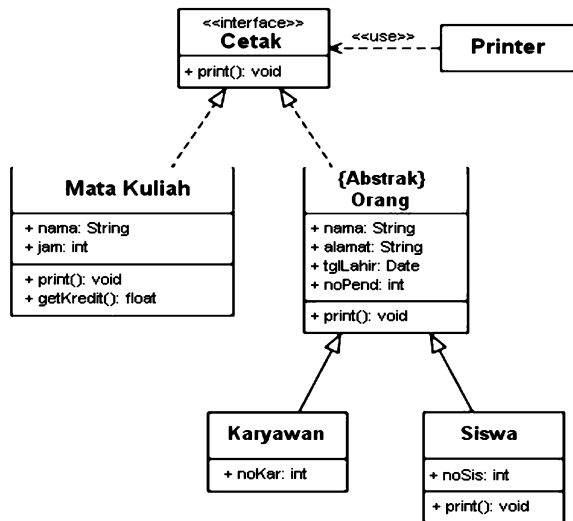 <<interface>>
Cetak
+ print(): void
<<use>>
Printer
Mata Kuliah
+ nama: String
+ jam: int
+ print(): void
+ getKredit(): float
{Abstrak}
Orang
+ nama: String
+ alamat: String
+ tglLahir: Date
+ noPend: int
+ print(): void
Karyawan
+ noKar: int
Siswa
+ noSis: int
+ print(): void